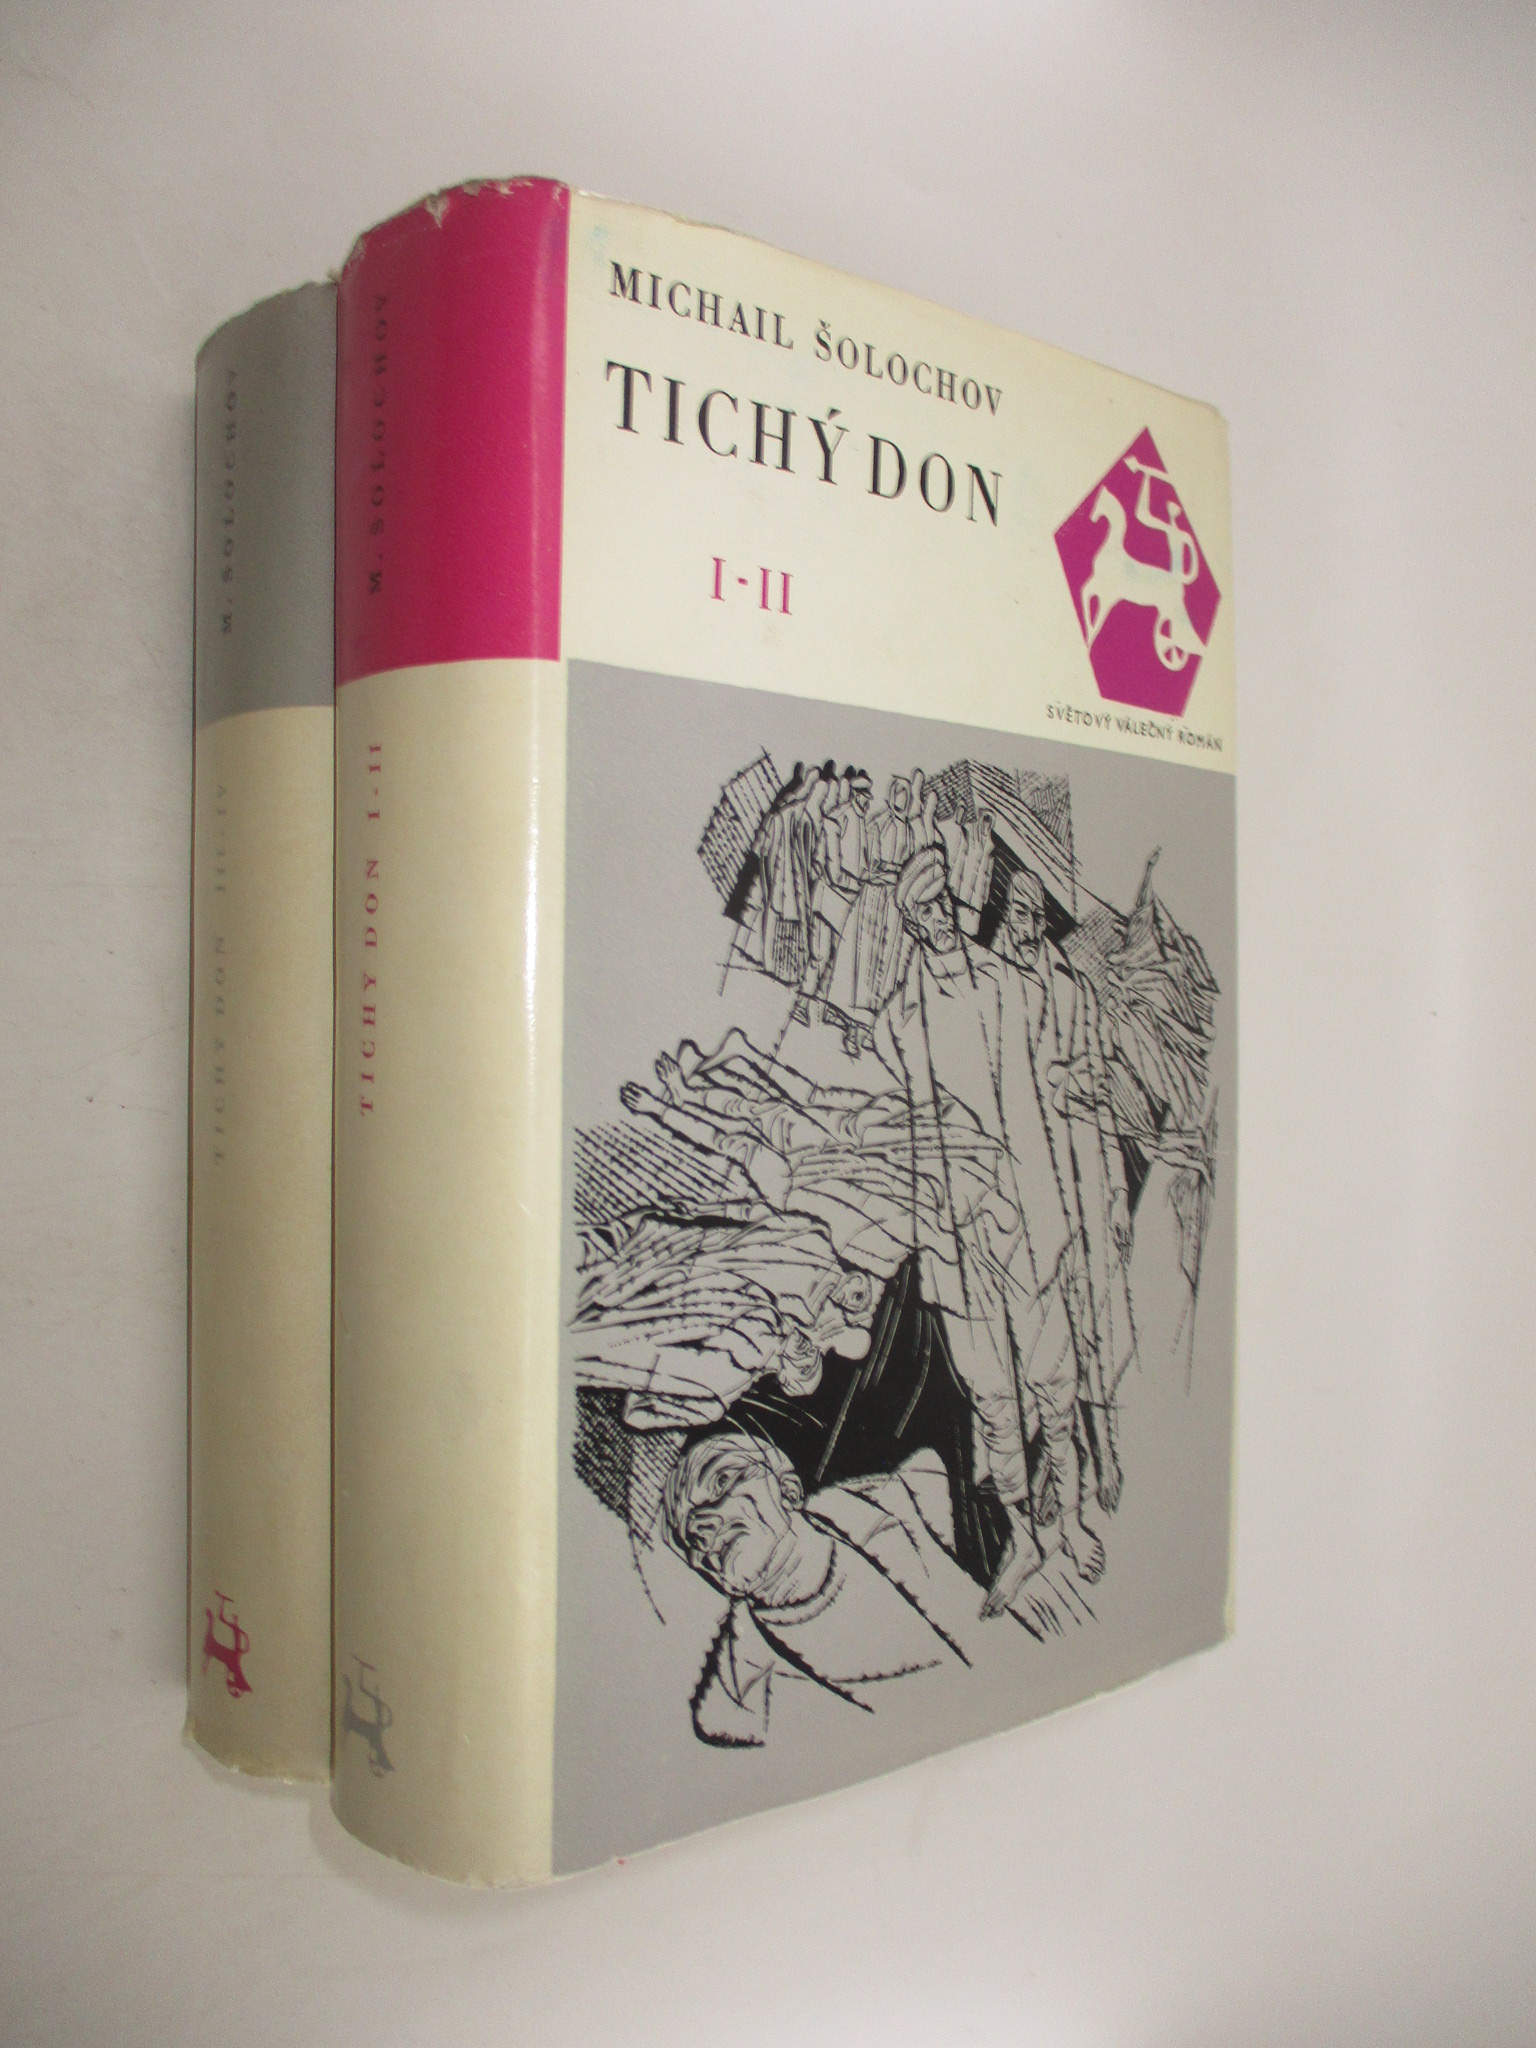 MICHAIL ŠOLOCHOV
TICHÝ DON
I-II
SVĚTOVÝ VÁLEČNÝ ROMÁN
M. ŠOLOCHOV
TICHÝ DON I-II
M. ŠOLOCHOV
TICHÝ DON III-IV